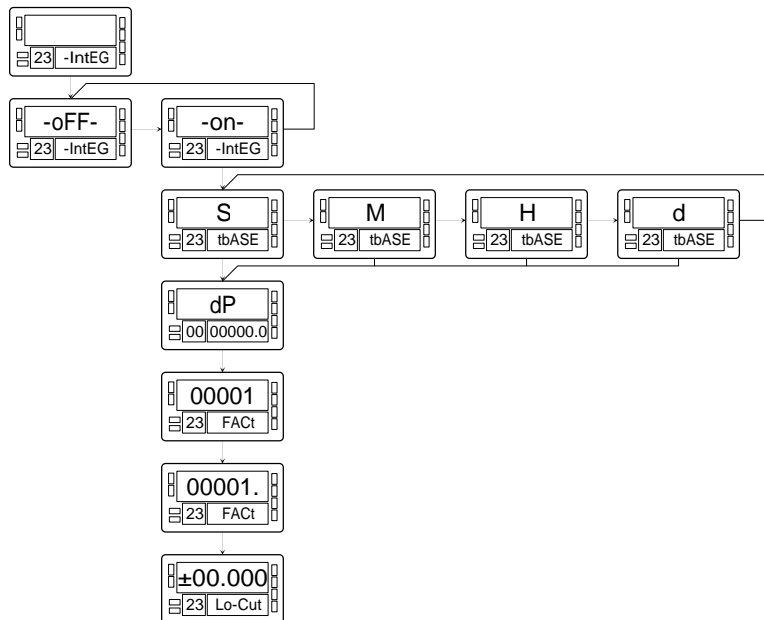 23 -IntEG
-oFF- -on-
23 -IntEG 23 -IntEG
S M H d
23 tbASE 23 tbASE 23 tbASE 23 tbASE
dP
00 00000.0
00001
23 FACt
00001.
23 FACt
±00.000
23 Lo-Cut